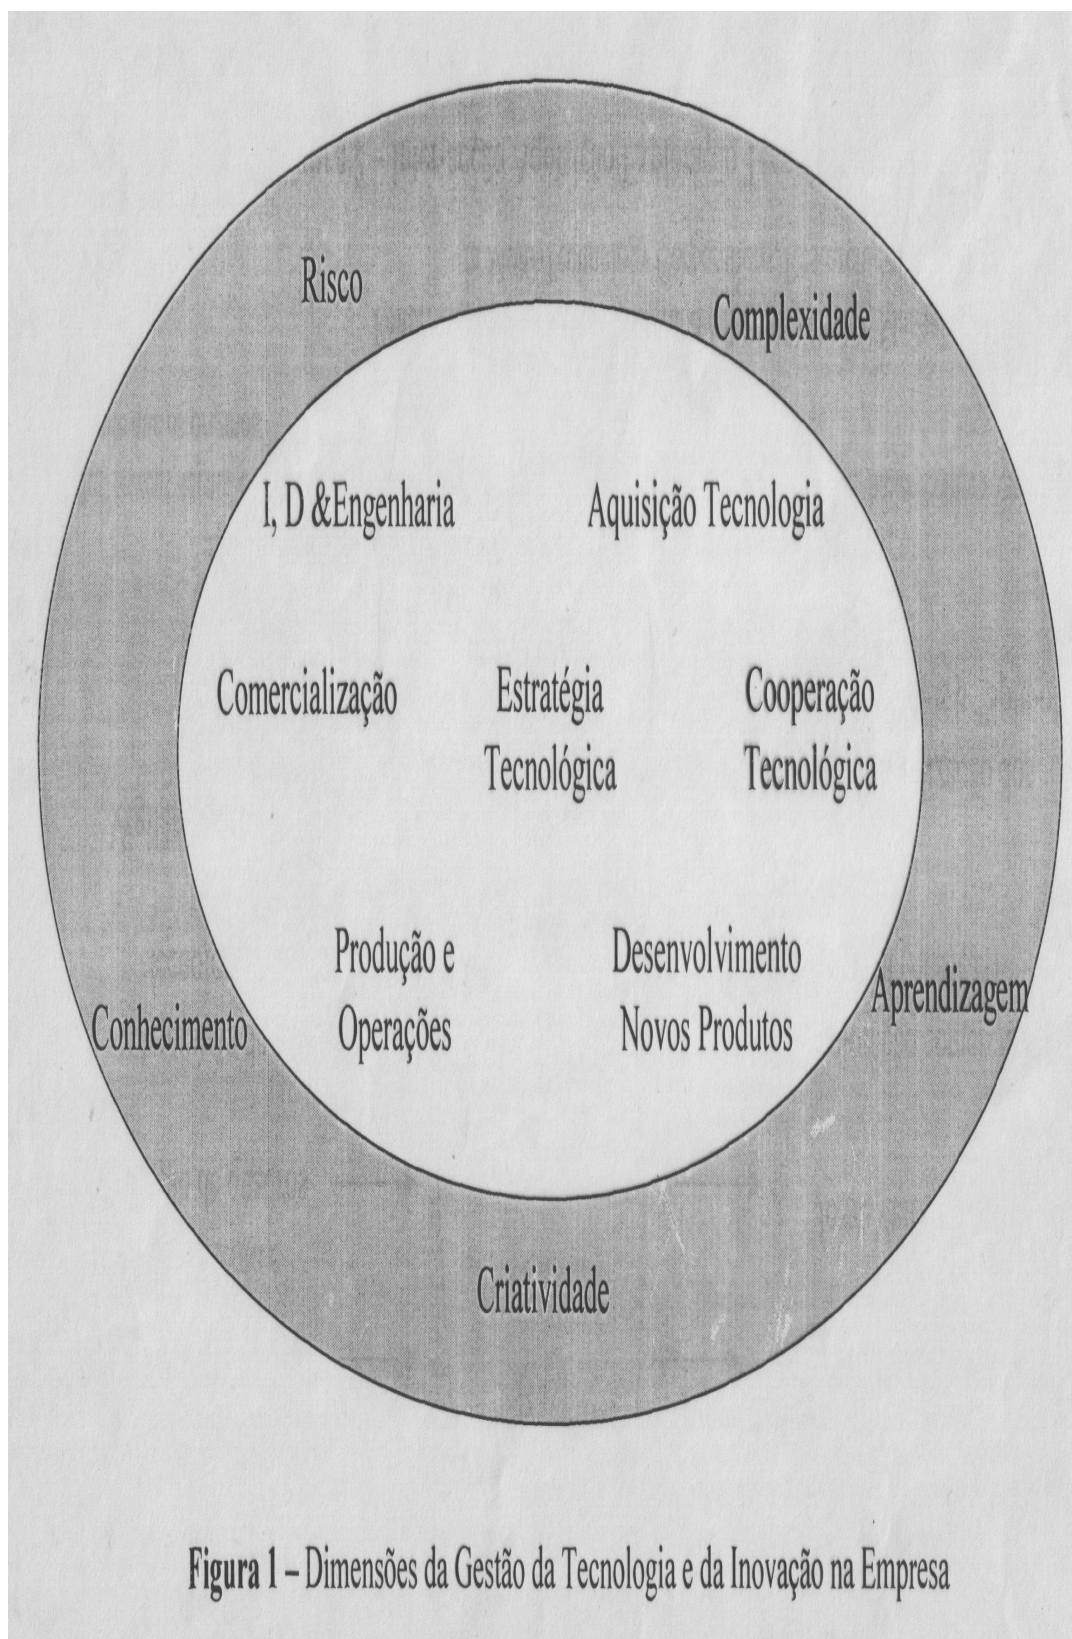 Risco
Complexidade
I, D &Engenharia
Aquisição Tecnologia
Comercialização
Estratégia
Tecnológica
Cooperação
Tecnológica
Produção e
Operações
Desenvolvimento
Novos Produtos
Aprendizagem
Conhecimento
Criatividade
Figura 1 – Dimensões da Gestão da Tecnologia e da Inovação na Empresa